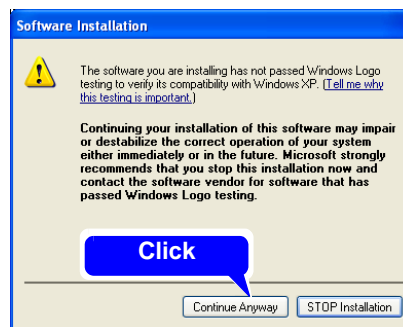 Software Installation
The software you are installing has not passed Windows Logo
testing to verify its compatibility with Windows XP. (Tell me why
this testing is important.)
Continuing your installation of this software may impair
or destabilize the correct operation of your system
either immediately or in the future. Microsoft strongly
recommends that you stop this installation now and
contact the software vendor for software that has
passed Windows Logo testing.
Click
Continue Anyway STOP Installation